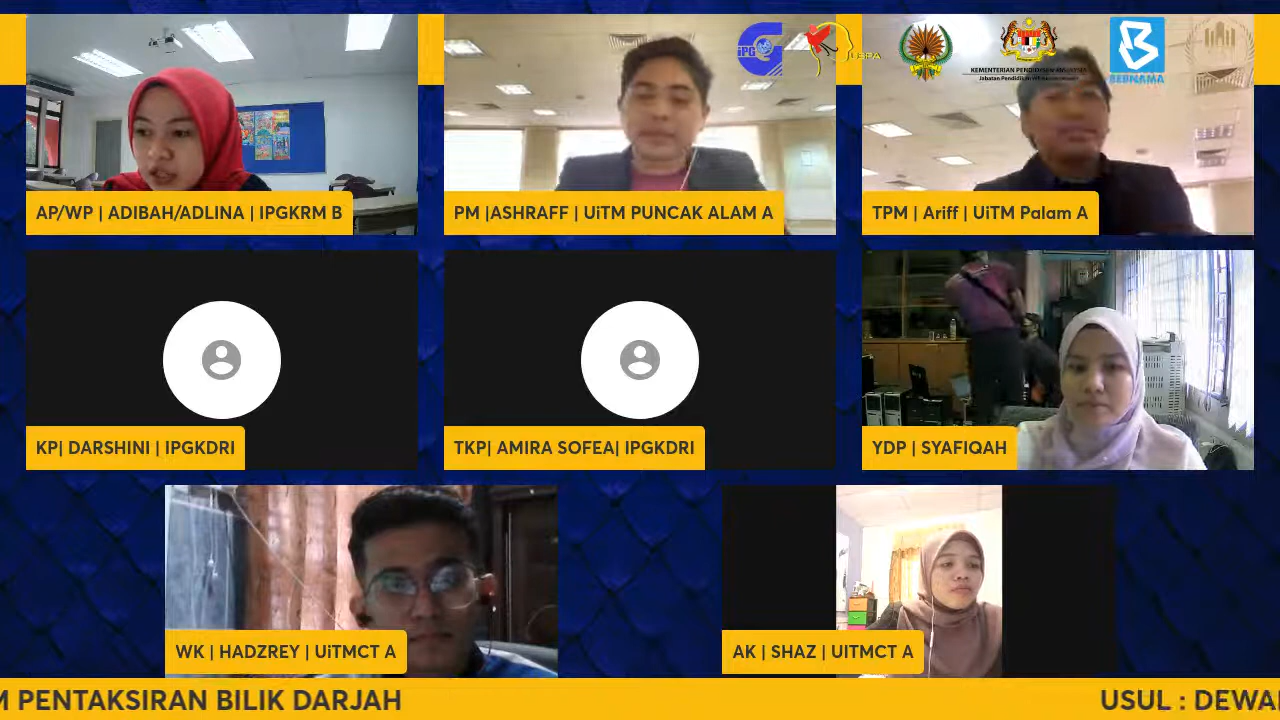 iPG
KEMENTERIAN PENDIDIKAN MALAYSIA
BERNAMA
AP/WP | ADIBAH/ADLINA | IPGKRM B
PM |ASHRAFF | UiTM PUNCAK ALAM A
TPM | Ariff | UiTM Palam A
KP| DARSHINI | IPGKDRI
TKP| AMIRA SOFEA| IPGKDRI
YDP | SYAFIQAH
WK | HADZREY | UiTMCT A
AK | SHAZ | UITMCT A
M PENTAKSIRAN BILIK DARJAH
USUL : DEWA